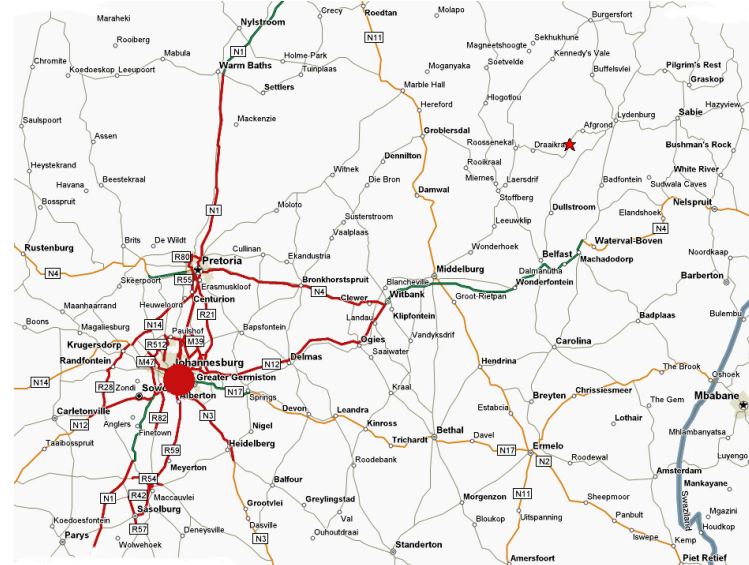 Crecy
Roedtan
Molapo
Maraheki
Nylstroom
Burgersfort
Rooiberg
N11
Sekhukhune
Magneetshoogte
Mabula
N1
Holme Park
Kennedy's Vale
Chromite
Warm Baths
Moganyaka
Soetvelde
Pilgrim's Rest
Koedoeskop
Leeupoort
Tuinplaas
Buffelsvlei
Graskop
Settlers
Marble Hall
Hlogotlou
Hereford
Sabie
Hazyview
Saulspoort
Mackenzie
Lydenburg
Groblersdal
Afgrond
Assen
Roossenekal
Draaikra
Bushman's Rock
Dennilton
Rooikraal
Heystekrand
Witnek
White River
Havana
Beestekraal
Die Bron
Miemes
Laersdrif
Badfontein
Sudwala Caves
Bosspruit
Damwal
Stoffberg
Moloto
Dullstroom
Nelspruit
N1
Susterstroom
Elandshoek
Leeuwklip
Vaalplaas
N4
Rustenburg
Brits
De Wildt
Cullinan
Wonderhoek
Waterval-Boven
R80
Pretoria
Ekandustria
Belfast
Machadodorp
Noordkaap
N4
Middelburg
Dalmanutha
Skeerpoort
R55
Erasmuskloof
Bronkhorstspruit
Blancheville
Wonderfontein
Barberton
N4
Clewer
Witbank
Groot-Rietpan
Maanhaarrand
Heuweloord
Centurion
R21
Landau
Klipfontein
Badplaas
Bulembu
Boons
Magaliesburg
N14
Paulshof
Bapsfontein
Vandyksdrif
Krugersdorp
R512
M39
Ogies
Carolina
Randfontein
M47
Johannesburg
N12
Delmas
Saaiwater
Hendrina
The Brook
N14
R28
Zondi
Sowo
Greater Germiston
Oshoek
Alberton
N17
Springs
Kraal
Breyten
Chrissiesmeer
Mbabane
Carletonville
R82
N3
Devon
Leandra
Estabcia
The Gem
N12
Anglers
Nigel
Kinross
Lothair
Finetown
Bethal
Davel
Mhlambanyatsa
Taaibosspruit
Heidelberg
Trichardt
N17
Ermelo
R59
Luyengo
Meyerton
Roodebank
N2
Roodewal
R54
Balfour
Amsterdam
Mankayane
N1
R42
Maccauvlei
Grootvlei
Greylingstad
Morgenzon
N11
Sheepmoor
Sasolburg
Val
Mgazini
Koedoesfontein
R57
Dasville
Bloukop
Uitspanning
Panbult
Swaziland
Houdkop
Parys
Wolwehoek
Deneysville
N3
Ouhoutdraai
Iswepe
Kemp
Standerton
Amersfoort
Piet Retief